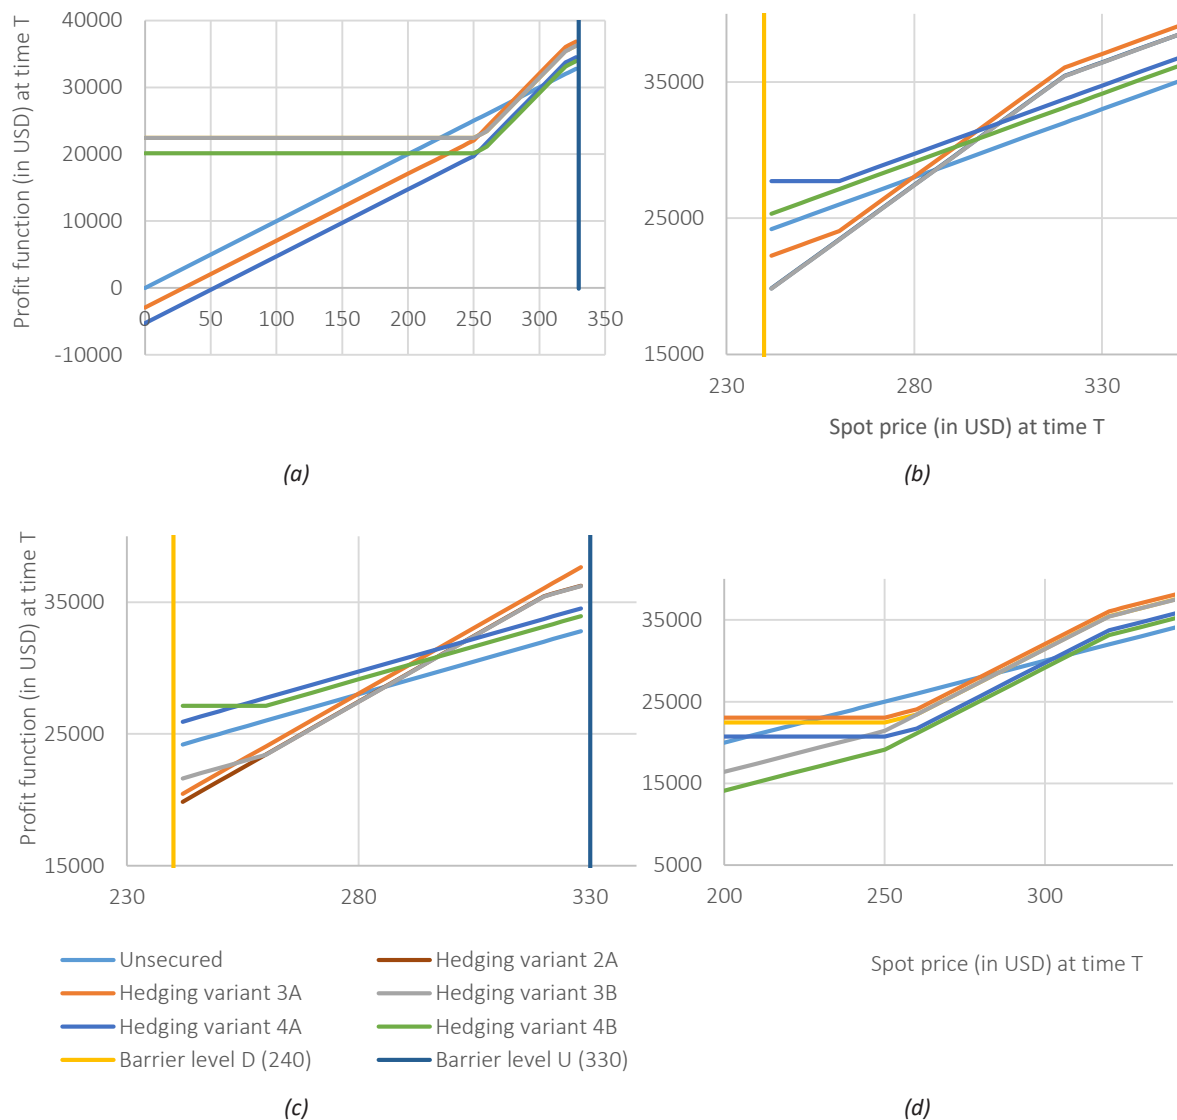 Profit function (in USD) at time T
40000
30000
20000
10000
0
-10000
0 50 100 150 200 250 300 350
(a)
35000
25000
15000
230 280 330
Spot price (in USD) at time T
(b)
Profit function (in USD) at time T
35000
25000
15000
230 280 330
35000
25000
15000
5000
200 250 300
Spot price (in USD) at time T
Unsecured
Hedging variant 2A
Hedging variant 3A
Hedging variant 3B
Hedging variant 4A
Hedging variant 4B
Barrier level D (240)
Barrier level U (330)
(c)
(d)